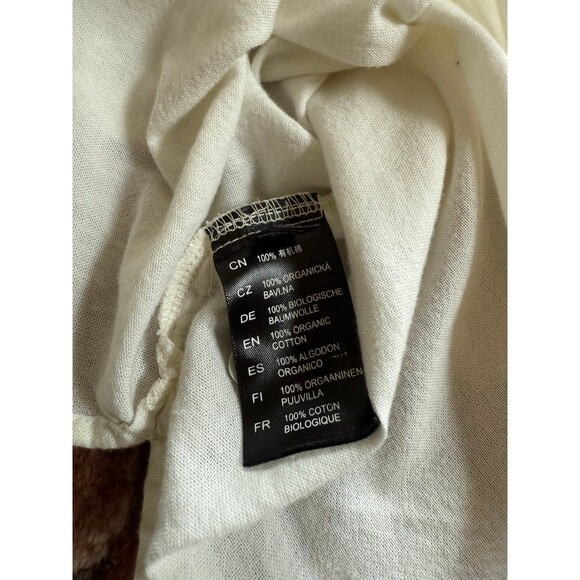 CN 100% 有机棉
CZ 100% ORGANICKÁ
BAVLNA
DE 100% BIOLOGISCHE
BAUMWOLLE
EN 100% ORGANIC
COTTON
ES 100% ALGODON
ORGANICO
FI 100% ORGAANINEN
PUUVILLA
FR 100% COTON
BIOLOGIQUE